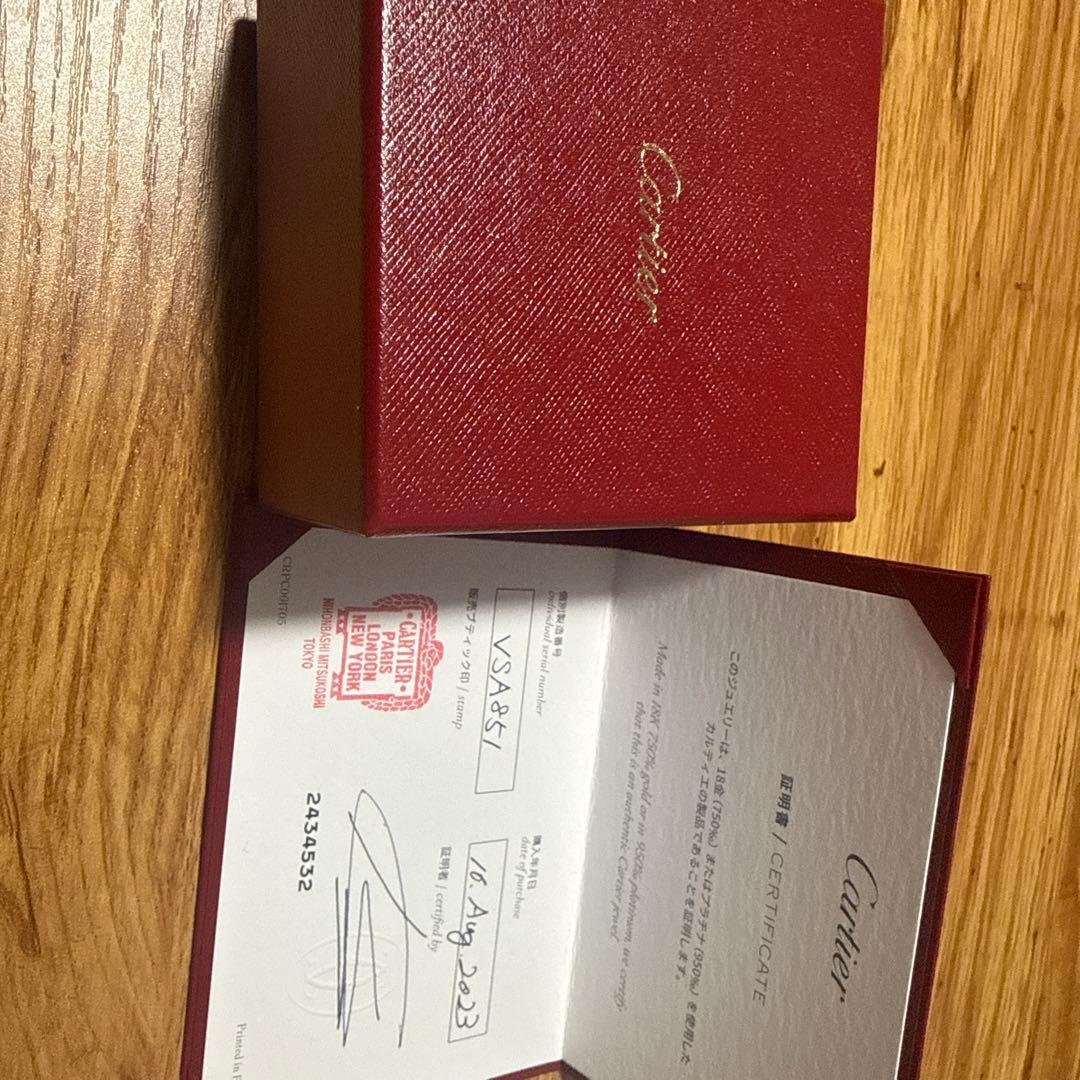 Cartier
Cartier
証明書 / CERTIFICATE
このジュエリーは、18金 (750‰) またはプラチナ (950‰) を使用した
カルティエの製品であることを証明します。
Made in 18K 750‰ gold or in 950‰ platinum, we certify
that this is an authentic Cartier jewel.
個別製造番号
individual serial number
VSA851
購入年月日
date of purchase
10. Aug. 2023
販売ブティック印 / stamp
証明者 / certified by
CARTIER
PARIS
LONDON
NEW YORK
NIHONBASHI MITSUKOSHI
TOKYO
2434532
CRPC001705
Printed in